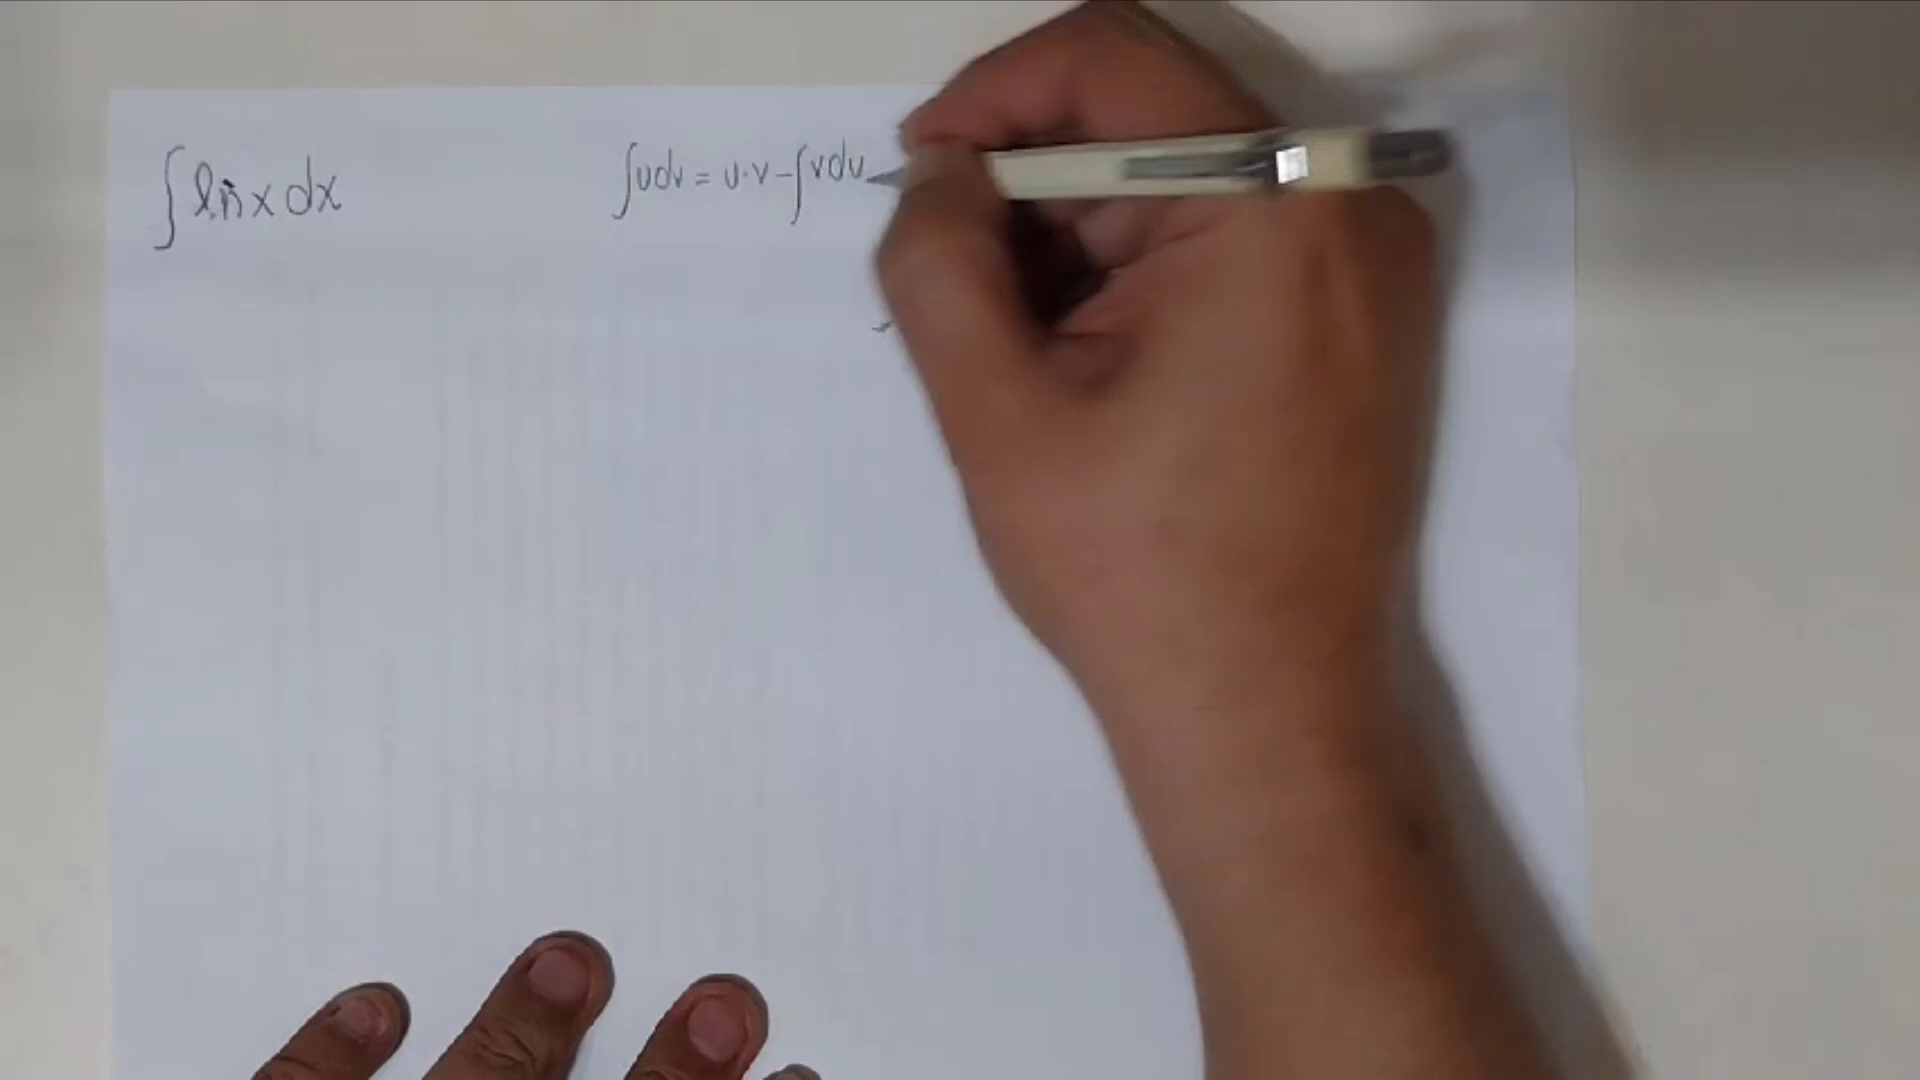 ∫ ln x dx
∫udv = u·v - ∫vdu